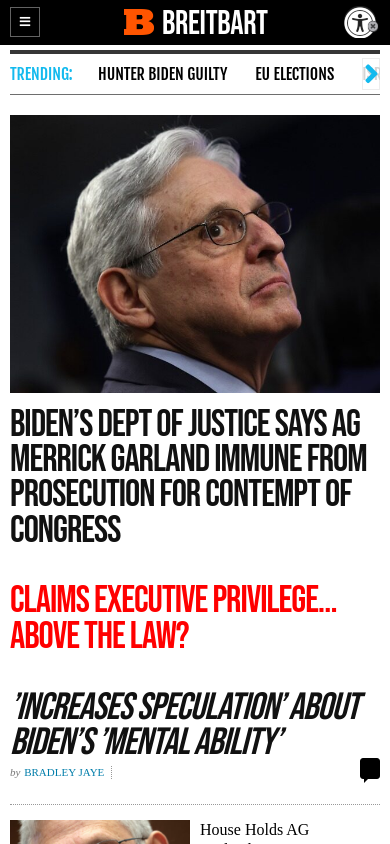 BREITBART
TRENDING: HUNTER BIDEN GUILTY EU ELECTIONS
BIDEN’S DEPT OF JUSTICE SAYS AG
MERRICK GARLAND IMMUNE FROM
PROSECUTION FOR CONTEMPT OF
CONGRESS
CLAIMS EXECUTIVE PRIVILEGE...
ABOVE THE LAW?
’INCREASES SPECULATION’ ABOUT
BIDEN’S ’MENTAL ABILITY’
by BRADLEY JAYE
House Holds AG